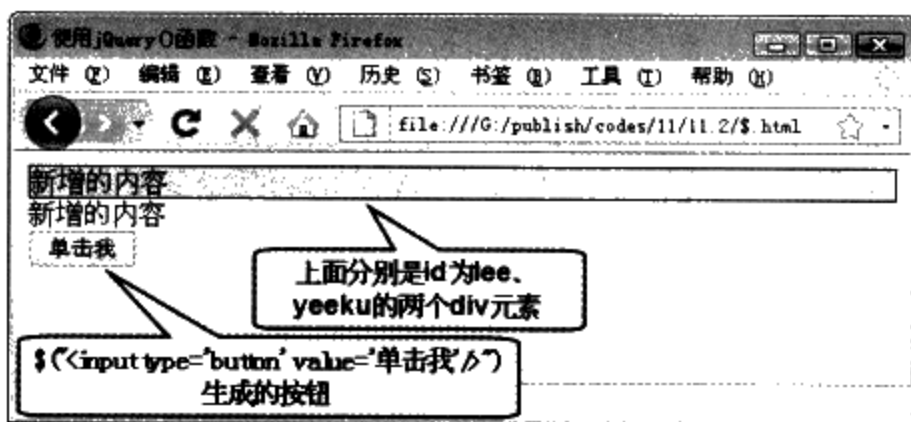 使用jQuery()函数 - Mozilla Firefox
文件 (F) 编辑 (E) 查看 (V) 历史 (S) 书签 (B) 工具 (T) 帮助 (H)
file:///G:/publish/codes/11/11.2/$.html
新增的内容
新增的内容
单击我
上面分别是id为lee、
yeeku的两个div元素
$("<input type='button' value='单击我'/>")
生成的按钮